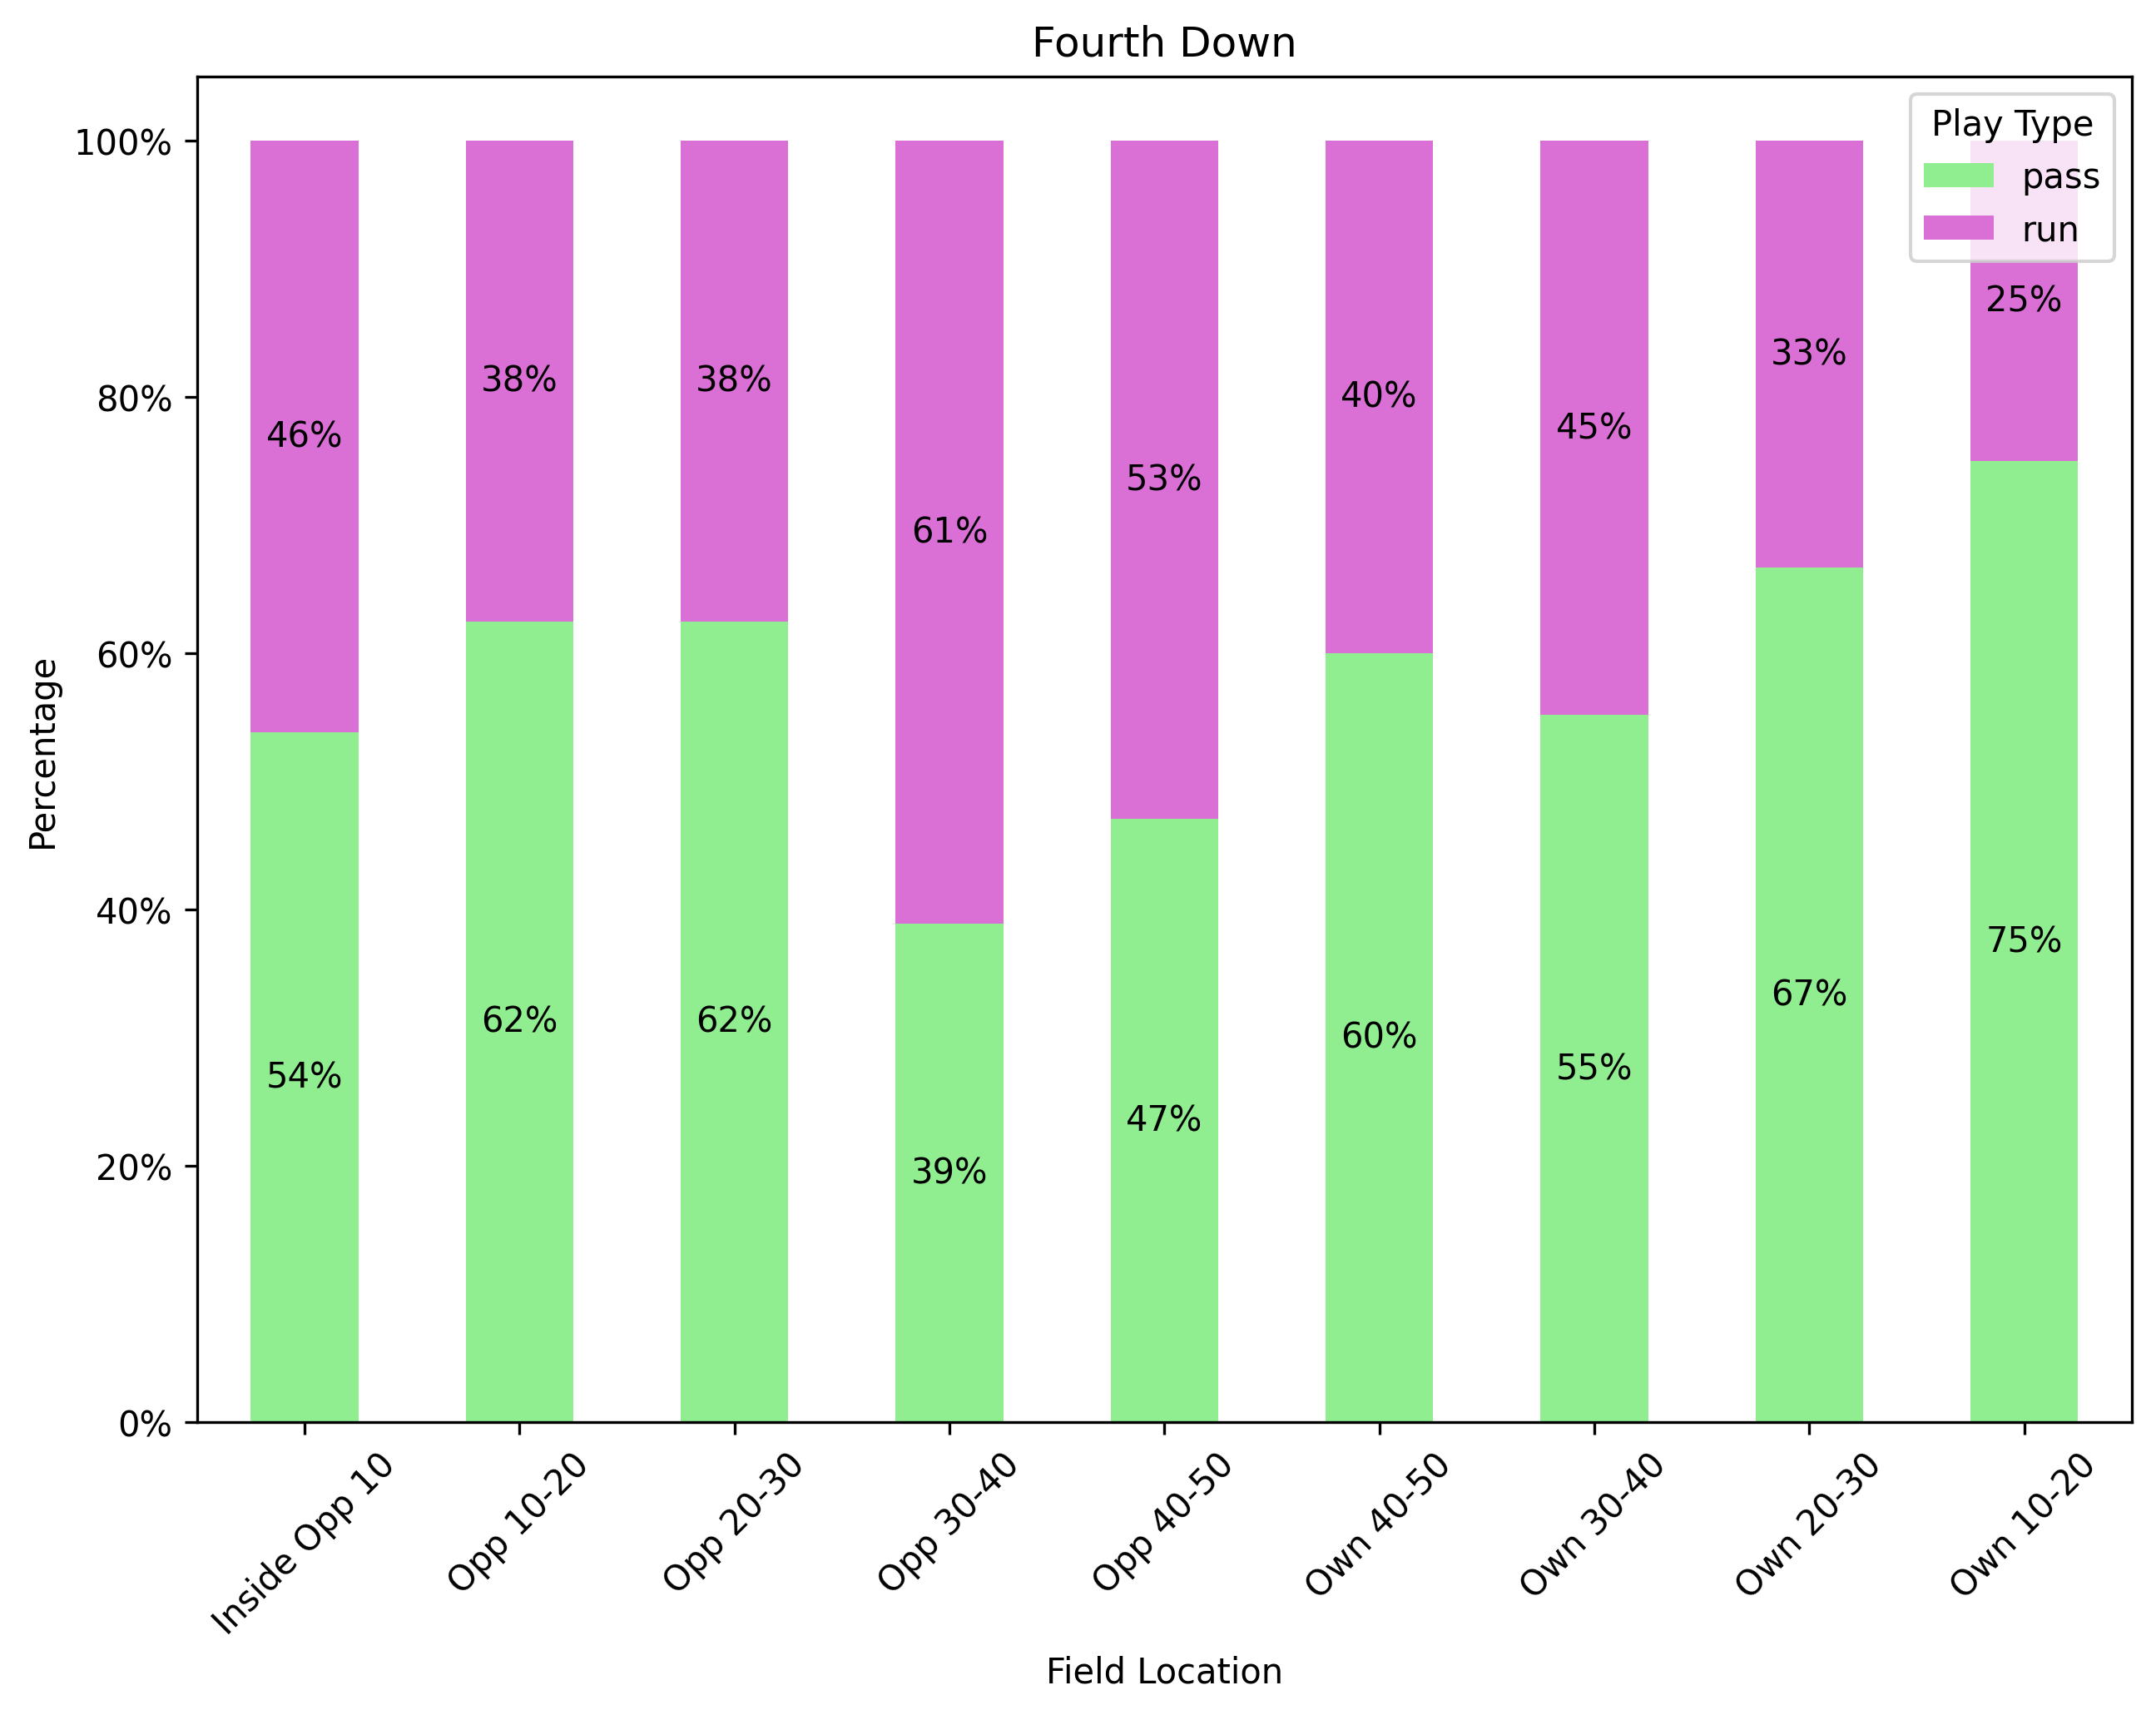 Fourth Down
Play Type
pass
run
Percentage
100%
80%
60%
40%
20%
0%
46%
38%
38%
61%
53%
40%
45%
33%
25%
54%
62%
62%
39%
47%
60%
55%
67%
75%
Inside Opp 10
Opp 10-20
Opp 20-30
Opp 30-40
Opp 40-50
Own 40-50
Own 30-40
Own 20-30
Own 10-20
Field Location